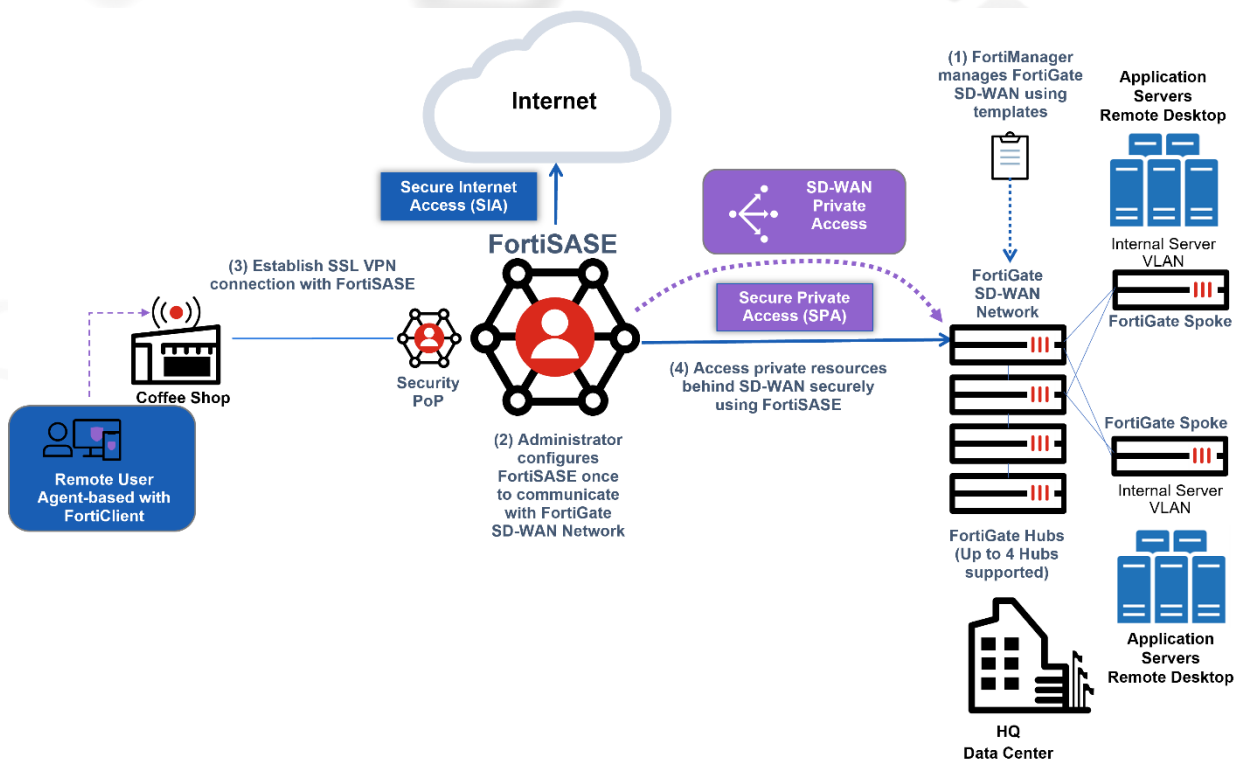 Internet
(1) FortiManager
manages FortiGate
SD-WAN using
templates
Application
Servers
Remote Desktop
Secure Internet
Access (SIA)
SD-WAN
Private
Access
FortiSASE
(3) Establish SSL VPN
connection with FortiSASE
Internal Server
VLAN
FortiGate
SD-WAN
Network
Secure Private
Access (SPA)
FortiGate Spoke
Coffee Shop
Security
PoP
(4) Access private resources
behind SD-WAN securely
using FortiSASE
Remote User
Agent-based with
FortiClient
(2) Administrator
configures
FortiSASE once
to communicate
with FortiGate
SD-WAN Network
FortiGate Spoke
Internal Server
VLAN
FortiGate Hubs
(Up to 4 Hubs
supported)
Application
Servers
Remote Desktop
HQ
Data Center